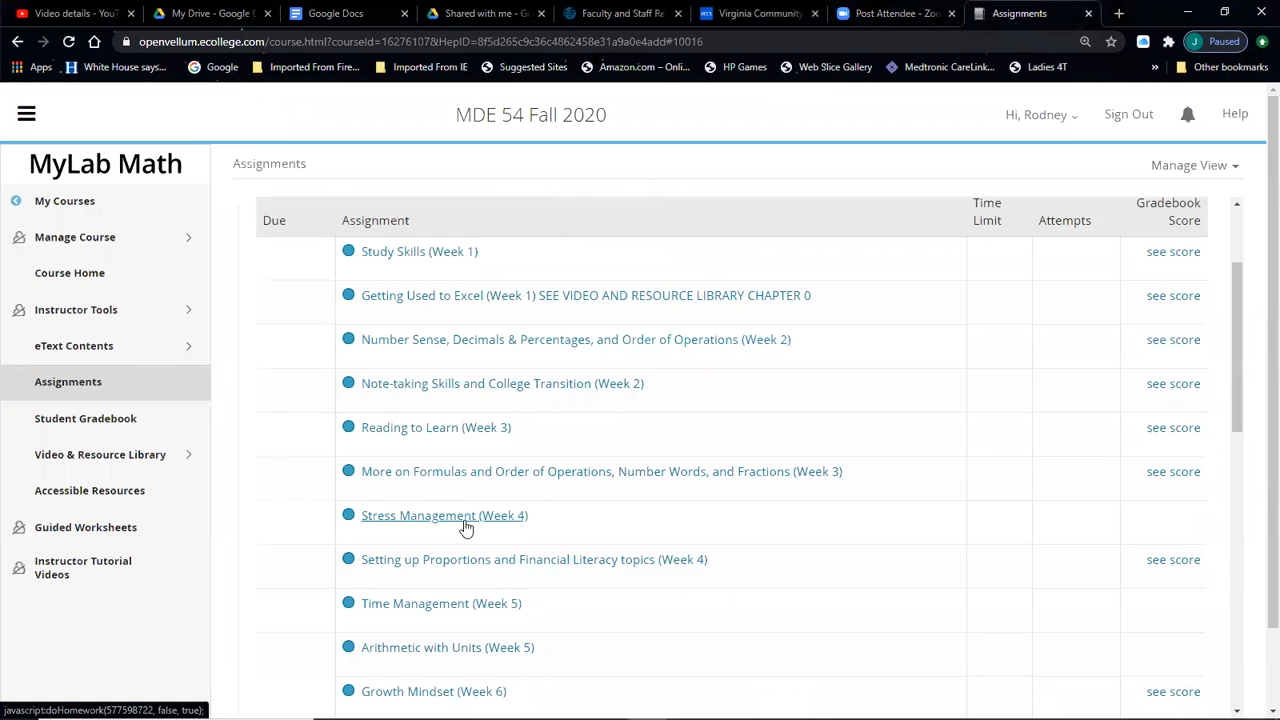 Video details - YouT
My Drive - Google D
Google Docs
Shared with me - Go
Faculty and Staff Re
Virginia Community
Post Attendee - Zoo
Assignments
openvellum.ecollege.com/course.html?courseId=16276107&HepID=8f5d265c9c36c4862458e31a9a0e4add#10016
J Paused
Apps
White House says...
Google
Imported From Fire...
Imported From IE
Suggested Sites
Amazon.com – Onli...
HP Games
Web Slice Gallery
Medtronic CareLink...
Ladies 4T
»
Other bookmarks
MDE 54 Fall 2020
Hi, Rodney
Sign Out
Help
MyLab Math
My Courses
Manage Course
Course Home
Instructor Tools
eText Contents
Assignments
Student Gradebook
Video & Resource Library
Accessible Resources
Guided Worksheets
Instructor Tutorial
Videos
Assignments
Manage View
Due
Assignment
Time
Limit
Attempts
Gradebook
Score
Study Skills (Week 1)
see score
Getting Used to Excel (Week 1) SEE VIDEO AND RESOURCE LIBRARY CHAPTER 0
see score
Number Sense, Decimals & Percentages, and Order of Operations (Week 2)
see score
Note-taking Skills and College Transition (Week 2)
see score
Reading to Learn (Week 3)
see score
More on Formulas and Order of Operations, Number Words, and Fractions (Week 3)
see score
Stress Management (Week 4)
Setting up Proportions and Financial Literacy topics (Week 4)
see score
Time Management (Week 5)
Arithmetic with Units (Week 5)
Growth Mindset (Week 6)
see score
javascript:doHomework(577598722, false, true);